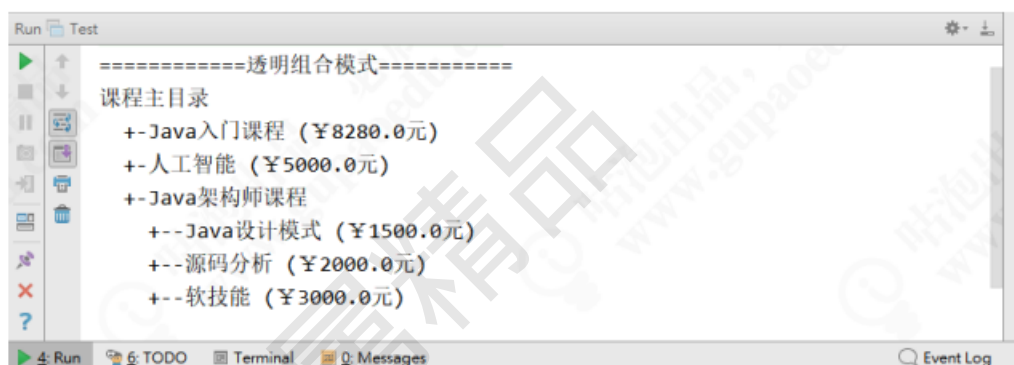 Run Test
============透明组合模式===========
课程主目录
+-Java入门课程 (¥8280.0元)
+-人工智能 (¥5000.0元)
+-Java架构师课程
+--Java设计模式 (¥1500.0元)
+--源码分析 (¥2000.0元)
+--软技能 (¥3000.0元)
4: Run 6: TODO Terminal 0: Messages Event Log